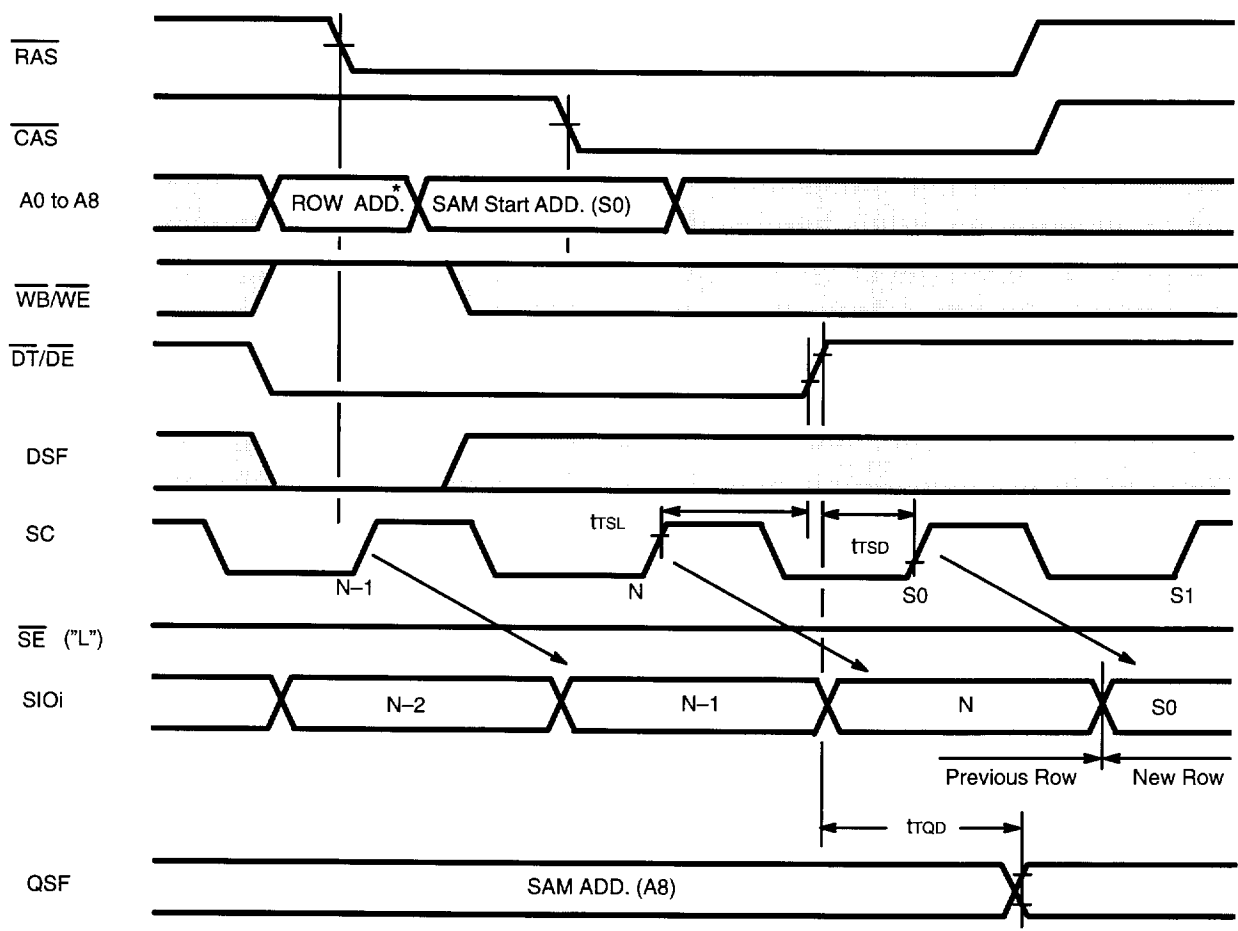 RAS
CAS
A0 to A8
ROW ADD.*
SAM Start ADD. (S0)
WB/WE
DT/DE
DSF
SC
tTSL
tTSD
N–1
N
S0
S1
SE ("L")
SIOi
N–2
N–1
N
S0
Previous Row
New Row
tTQD
QSF
SAM ADD. (A8)